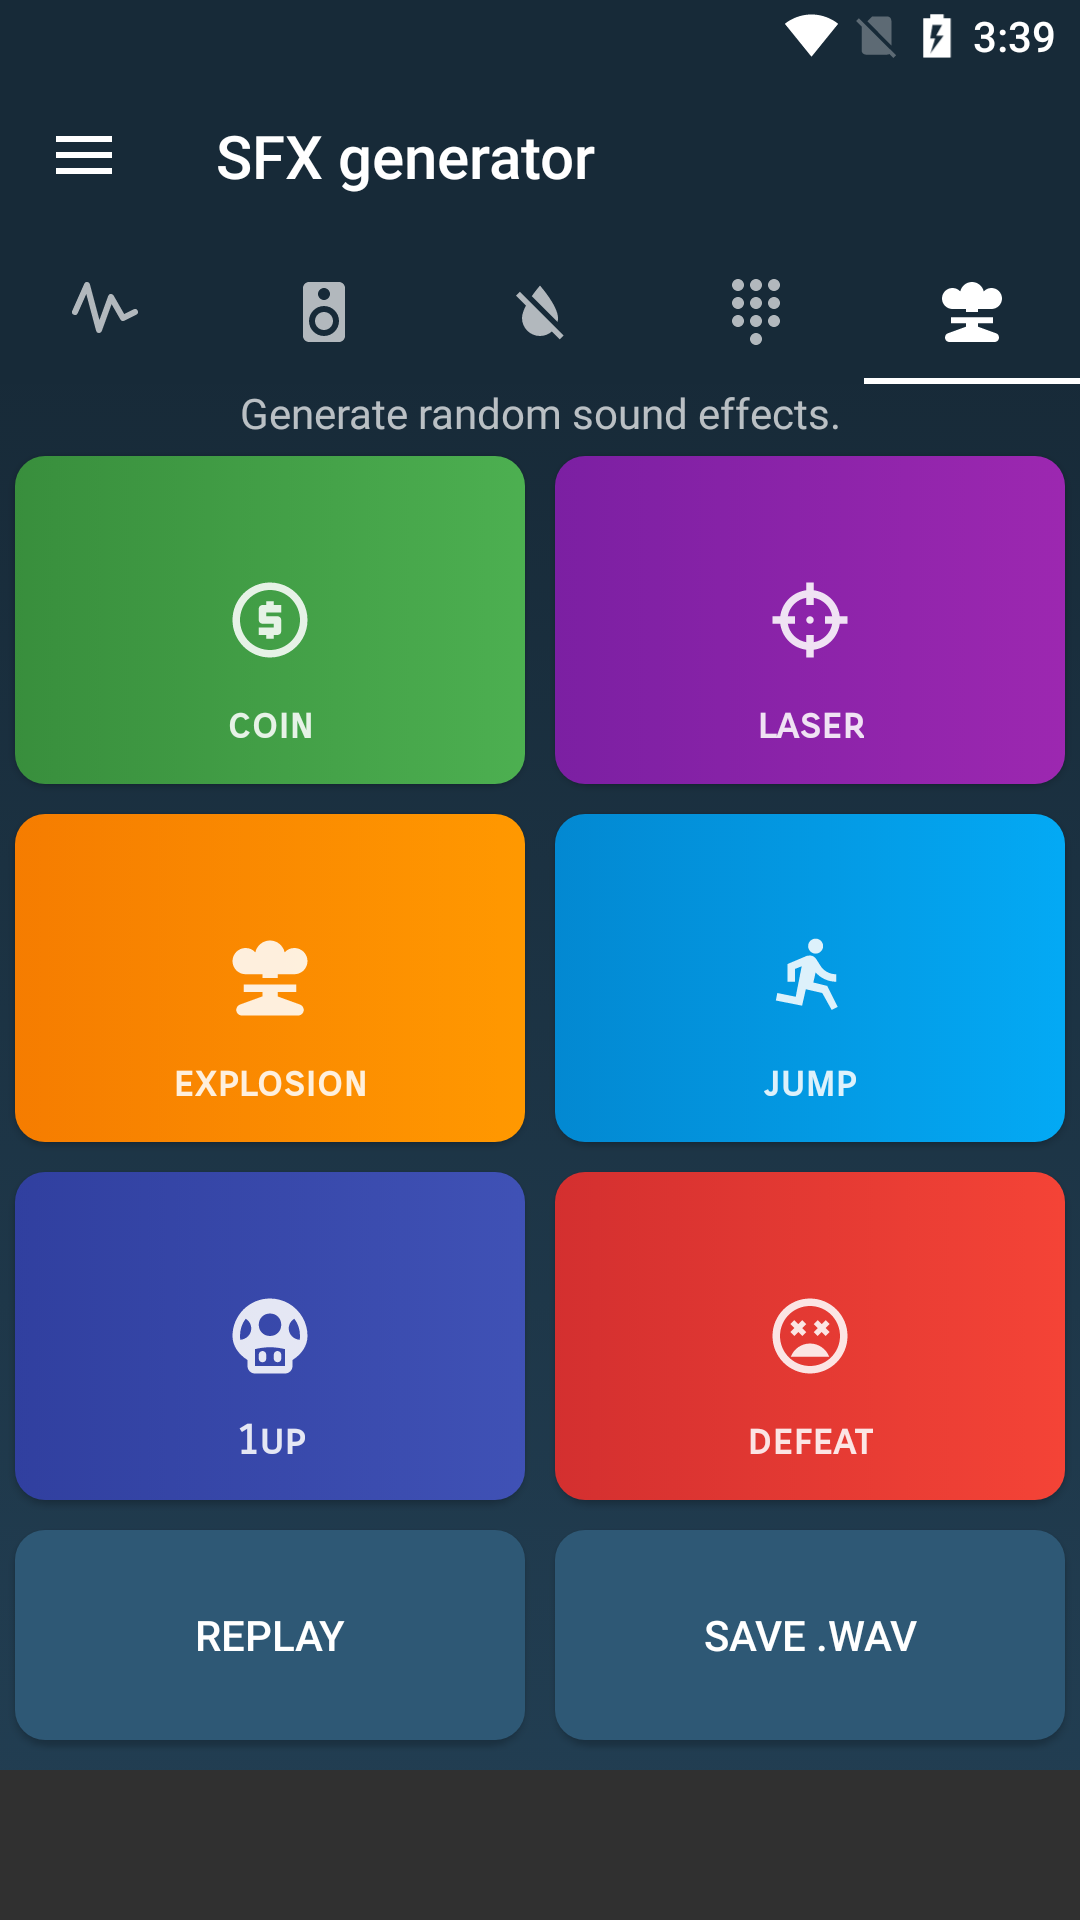 3:39
SFX generator
Generate random sound effects.
COIN
LASER
EXPLOSION
JUMP
1UP
DEFEAT
REPLAY
SAVE .WAV